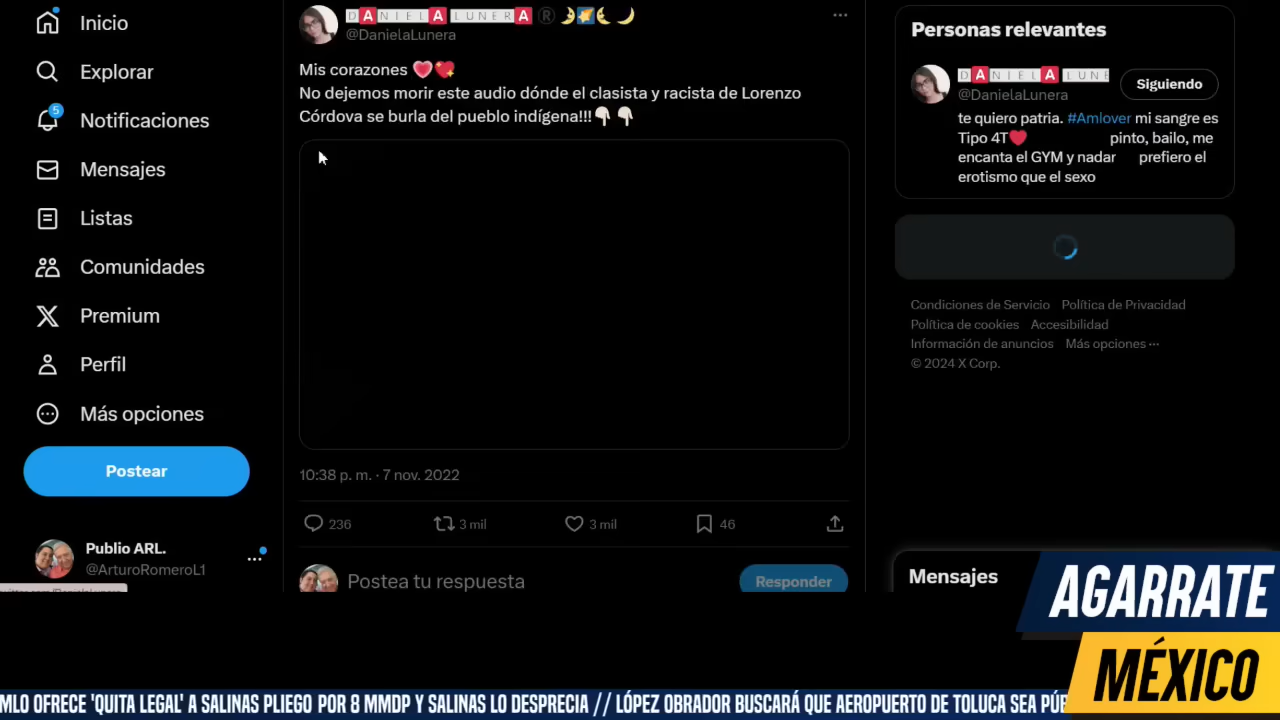 Inicio
Explorar
5
Notificaciones
Mensajes
Listas
Comunidades
Premium
Perfil
Más opciones
Postear
Publio ARL.
@ArturoRomeroL1
DANIELA LUNERA ®
@DanielaLunera
Mis corazones
No dejemos morir este audio dónde el clasista y racista de Lorenzo
Córdova se burla del pueblo indígena!!!
10:38 p. m. · 7 nov. 2022
236
3 mil
3 mil
46
Postea tu respuesta
Responder
Personas relevantes
DANIELA LUNE
@DanielaLunera
Siguiendo
te quiero patria. #Amlover mi sangre es
Tipo 4T pinto, bailo, me
encanta el GYM y nadar prefiero el
erotismo que el sexo
Condiciones de Servicio Política de Privacidad
Política de cookies Accesibilidad
Información de anuncios Más opciones ···
© 2024 X Corp.
Mensajes
AGARRATE
MÉXICO
MLO OFRECE 'QUITA LEGAL' A SALINAS PLIEGO POR 8 MMDP Y SALINAS LO DESPRECIA // LÓPEZ OBRADOR BUSCARÁ QUE AEROPUERTO DE TOLUCA SEA PÚB